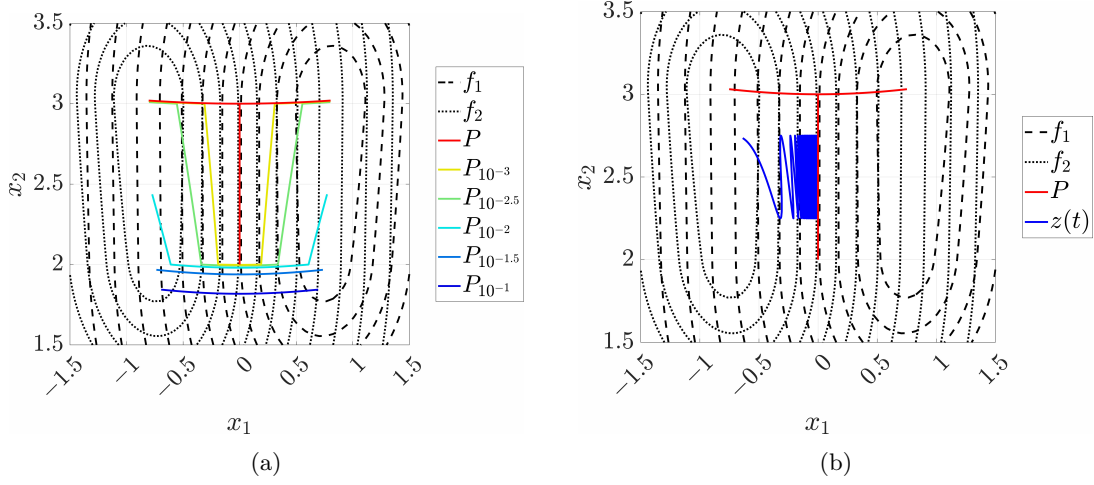 3.5
3
2.5
2
1.5
−1.5
−1
−0.5
0
0.5
1
1.5
x₂
x₁
f₁
f₂
P
P₁₀⁻³
P₁₀⁻²·⁵
P₁₀⁻²
P₁₀⁻¹·⁵
P₁₀⁻¹
(a)
3.5
3
2.5
2
1.5
−1.5
−1
−0.5
0
0.5
1
1.5
x₂
x₁
f₁
f₂
P
z(t)
(b)